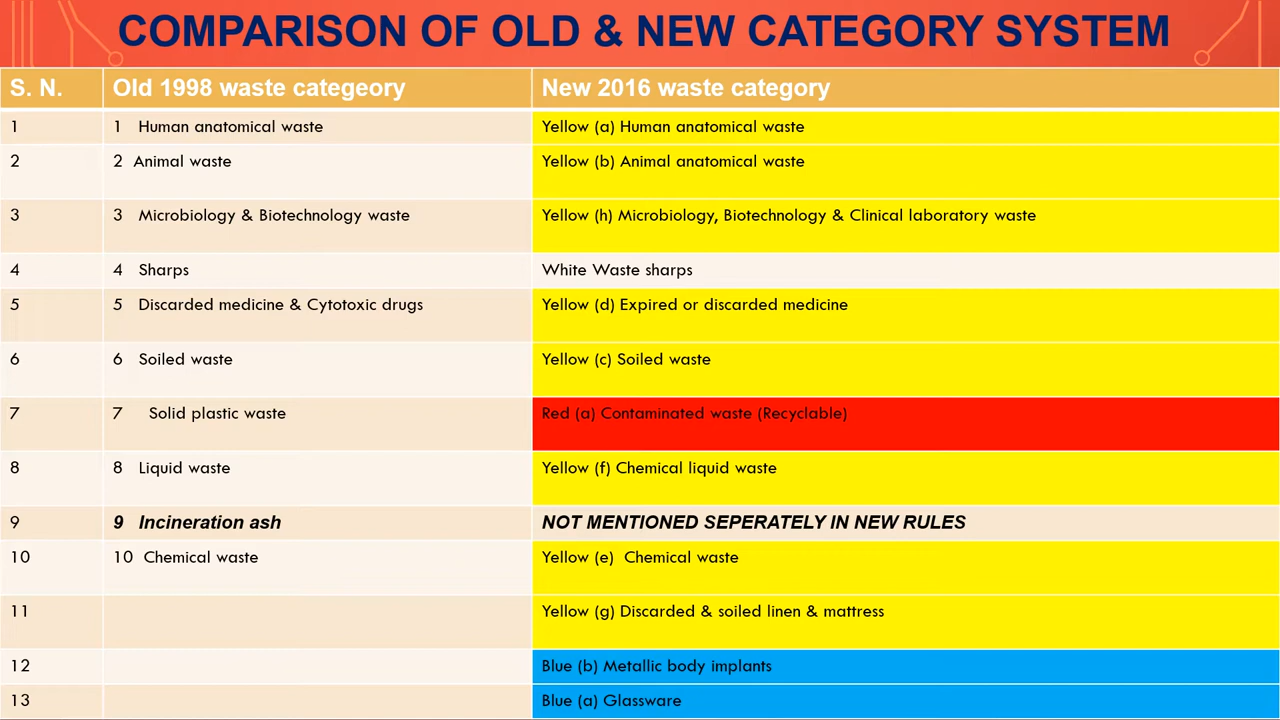 COMPARISON OF OLD & NEW CATEGORY SYSTEM
S. N. Old 1998 waste categeory New 2016 waste category
1 1 Human anatomical waste Yellow (a) Human anatomical waste
2 2 Animal waste Yellow (b) Animal anatomical waste
3 3 Microbiology & Biotechnology waste Yellow (h) Microbiology, Biotechnology & Clinical laboratory waste
4 4 Sharps White Waste sharps
5 5 Discarded medicine & Cytotoxic drugs Yellow (d) Expired or discarded medicine
6 6 Soiled waste Yellow (c) Soiled waste
7 7 Solid plastic waste Red (a) Contaminated waste (Recyclable)
8 8 Liquid waste Yellow (f) Chemical liquid waste
9 9 Incineration ash NOT MENTIONED SEPERATELY IN NEW RULES
10 10 Chemical waste Yellow (e) Chemical waste
11 Yellow (g) Discarded & soiled linen & mattress
12 Blue (b) Metallic body implants
13 Blue (a) Glassware